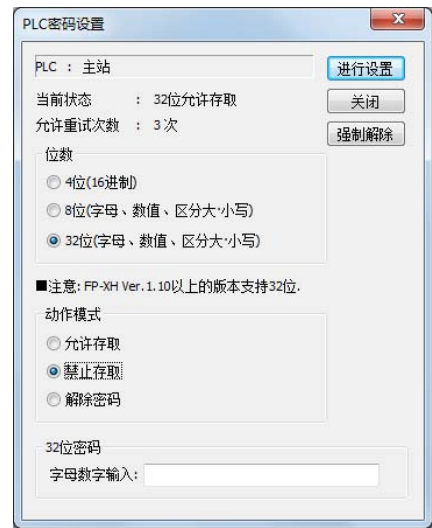 PLC密码设置
PLC : 主站
进行设置
当前状态 : 32位允许存取
关闭
允许重试次数 : 3次
强制解除
位数
4位(16进制)
8位(字母、数值、区分大·小写)
32位(字母、数值、区分大·小写)
■注意: FP-XH Ver.1.10以上的版本支持32位.
动作模式
允许存取
禁止存取
解除密码
32位密码
字母数字输入: